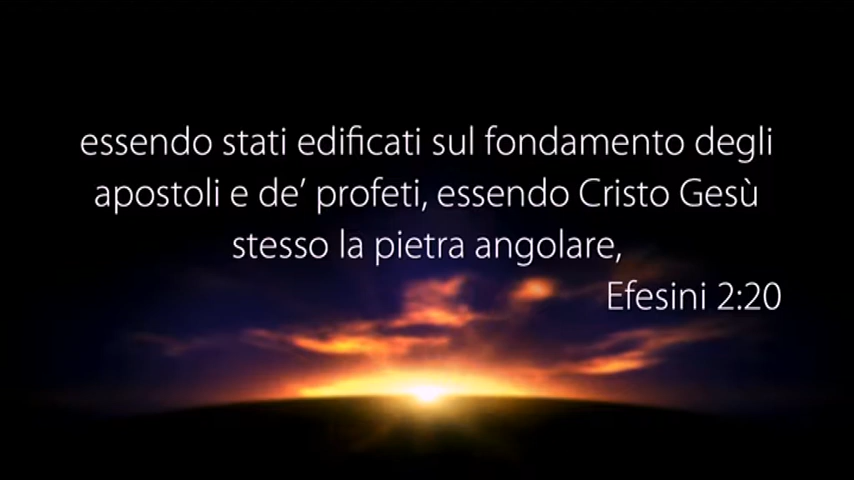 essendo stati edificati sul fondamento degli
apostoli e de’ profeti, essendo Cristo Gesù
stesso la pietra angolare,
Efesini 2:20